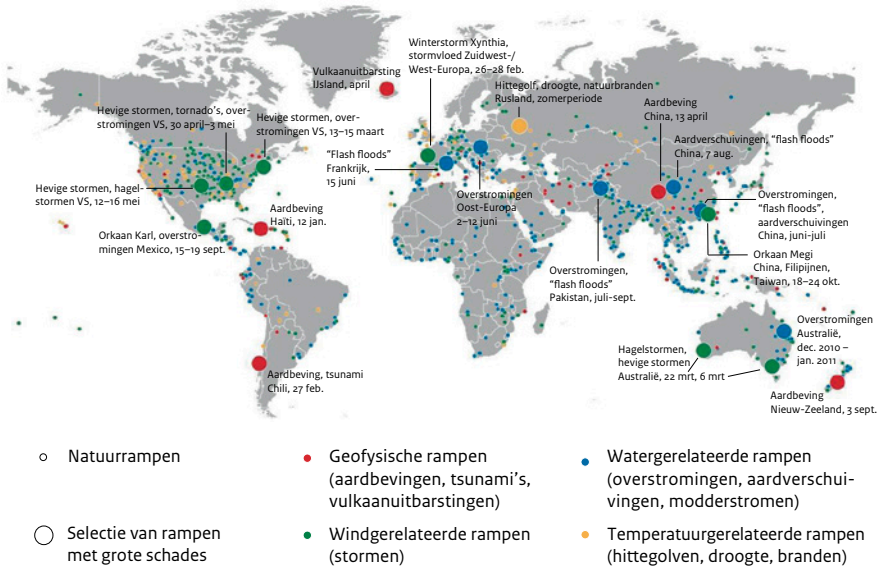 Winterstorm Xynthia,
stormvloed Zuidwest-/
West-Europa, 26–28 feb.
Vulkaanuitbarsting
IJsland, april
Hittegolf, droogte, natuurbranden
Rusland, zomerperiode
Hevige stormen, tornado's, over-
stromingen VS, 30 april–3 mei
Hevige stormen, over-
stromingen VS, 13–15 maart
Aardbeving
China, 13 april
Aardverschuivingen, “flash floods”
China, 7 aug.
“Flash floods”
Frankrijk,
15 juni
Hevige stormen, hagel-
stormen VS, 12–16 mei
Overstromingen
Oost-Europa
2–12 juni
Overstromingen,
“flash floods”,
aardverschuivingen
China, juni-juli
Aardbeving
Haïti, 12 jan.
Orkaan Karl, overstro-
mingen Mexico, 15–19 sept.
Orkaan Megi
China, Filipijnen,
Taiwan, 18–24 okt.
Overstromingen,
“flash floods”
Pakistan, juli-sept.
Overstromingen
Australië,
dec. 2010 –
jan. 2011
Hagelstormen,
hevige stormen
Australië, 22 mrt, 6 mrt
Aardbeving, tsunami
Chili, 27 feb.
Aardbeving
Nieuw-Zeeland, 3 sept.
Natuurrampen
Selectie van rampen
met grote schades
Geofysische rampen
(aardbevingen, tsunami's,
vulkaanuitbarstingen)
Windgerelateerde rampen
(stormen)
Watergerelateerde rampen
(overstromingen, aardverschui-
vingen, modderstromen)
Temperatuurgerelateerde rampen
(hittegolven, droogte, branden)